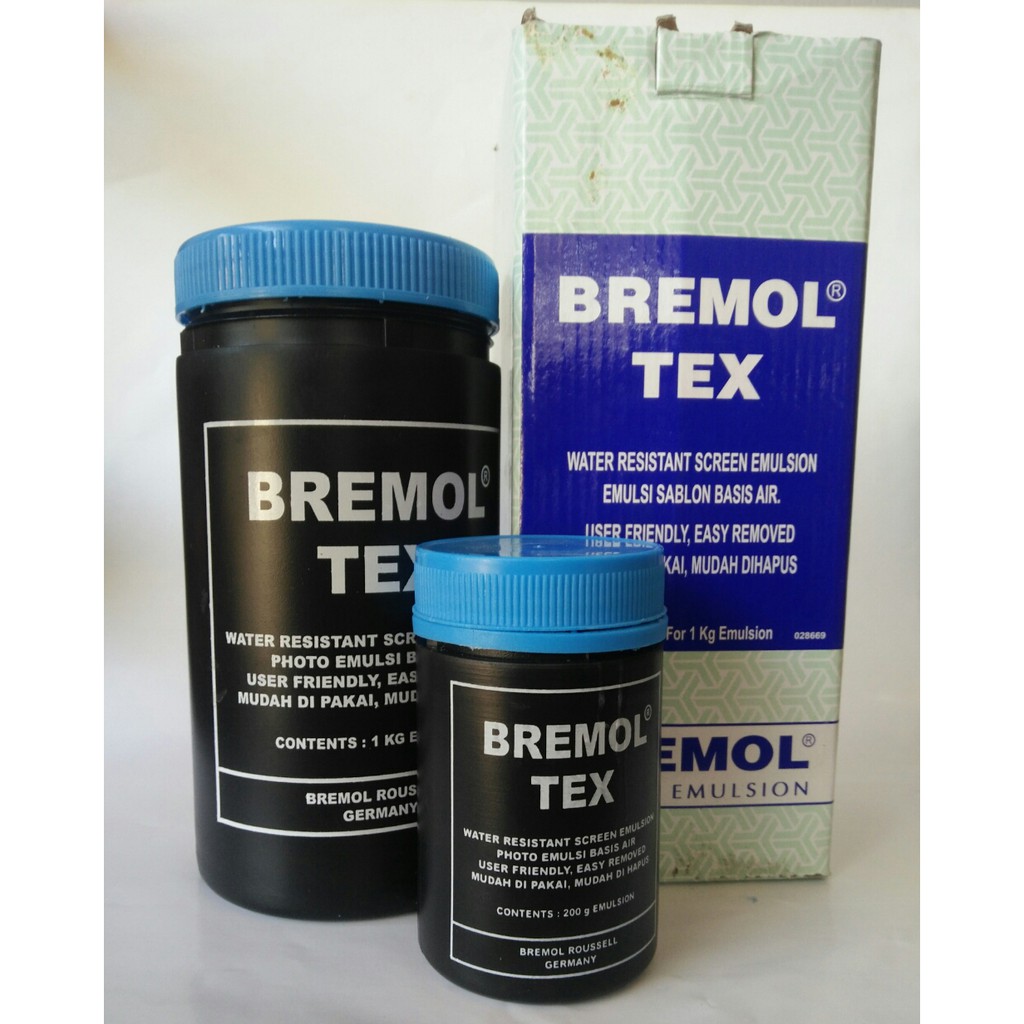 BREMOL®
TEX
WATER RESISTANT SCREEN EMULSION
EMULSI SABLON BASIS AIR.
USER FRIENDLY, EASY REMOVED
KAI, MUDAH DIHAPUS
For 1 Kg Emulsion 028669
EMOL®
EMULSION
BREMOL®
TEX
WATER RESISTANT SCR
PHOTO EMULSI B
USER FRIENDLY, EAS
MUDAH DI PAKAI, MUD
CONTENTS : 1 KG E
BREMOL ROUSS
GERMANY
BREMOL®
TEX
WATER RESISTANT SCREEN EMULSION
PHOTO EMULSI BASIS AIR
USER FRIENDLY, EASY REMOVED
MUDAH DI PAKAI, MUDAH DI HAPUS
CONTENTS : 200 g EMULSION
BREMOL ROUSSELL
GERMANY